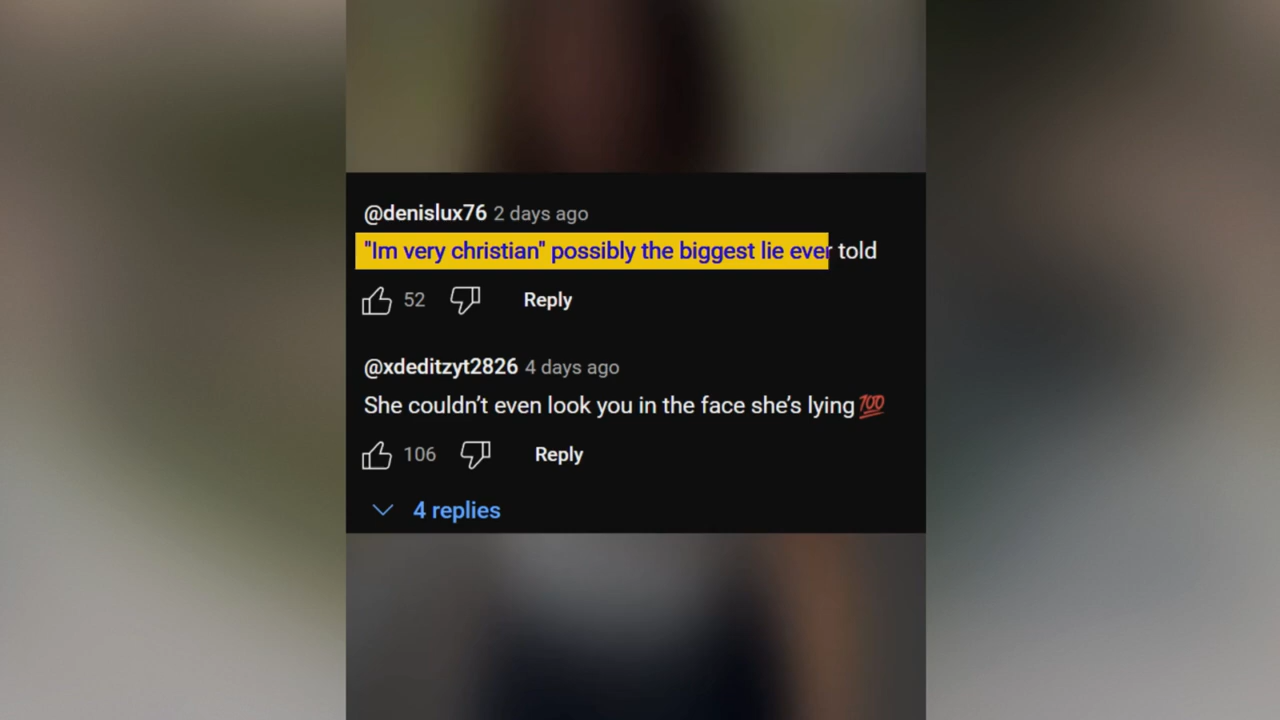 @denislux76 2 days ago
"Im very christian" possibly the biggest lie ever told
52 Reply
@xdeditzyt2826 4 days ago
She couldn’t even look you in the face she’s lying💯
106 Reply
4 replies